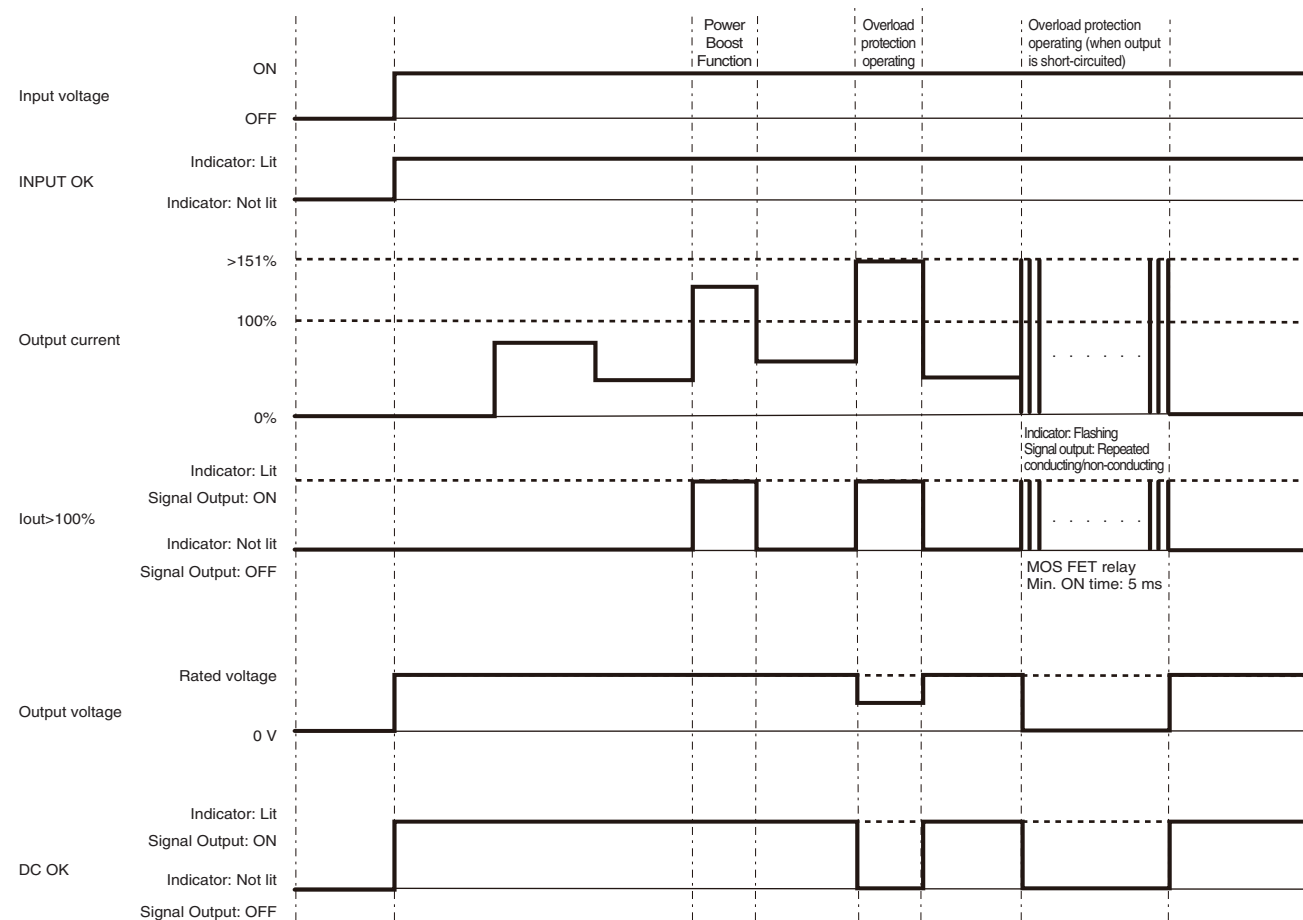 Power
Boost
Function
Overload
protection
operating
Overload protection
operating (when output
is short-circuited)
Input voltage
ON
OFF
INPUT OK
Indicator: Lit
Indicator: Not lit
Output current
>151%
100%
0%
Iout>100%
Indicator: Lit
Signal Output: ON
Indicator: Not lit
Signal Output: OFF
Indicator: Flashing
Signal output: Repeated
conducting/non-conducting
MOS FET relay
Min. ON time: 5 ms
Output voltage
Rated voltage
0 V
DC OK
Indicator: Lit
Signal Output: ON
Indicator: Not lit
Signal Output: OFF